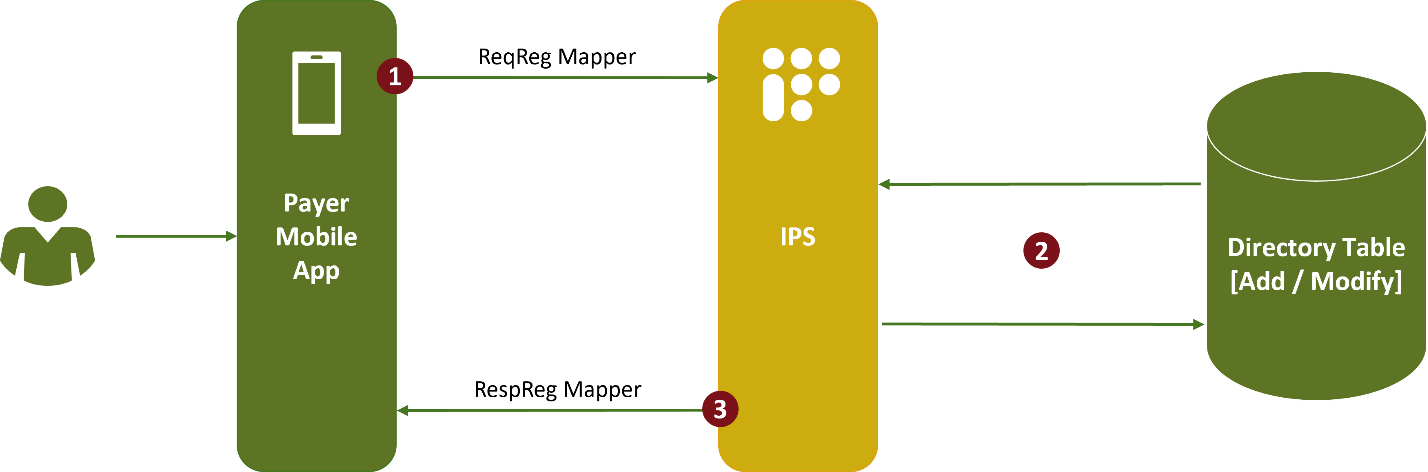 ReqReg Mapper
1
Payer
Mobile
App
IPS
2
Directory Table
[Add / Modify]
RespReg Mapper
3